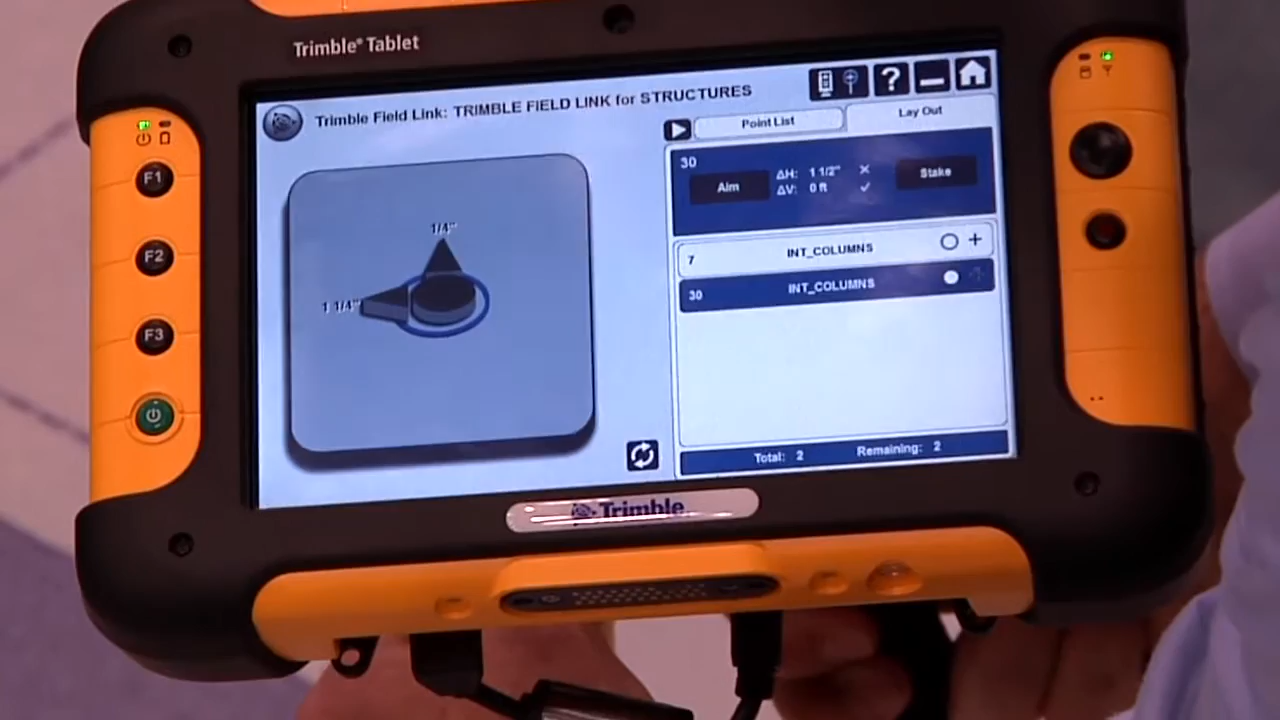 Trimble® Tablet
Trimble Field Link: TRIMBLE FIELD LINK for STRUCTURES
?
Point List
Lay Out
30
Aim
ΔH: 1 1/2"
ΔV: 0 ft
Stake
7 INT_COLUMNS
30 INT_COLUMNS
1/4"
1 1/4"
Total: 2 Remaining: 2
F1
F2
F3
Trimble